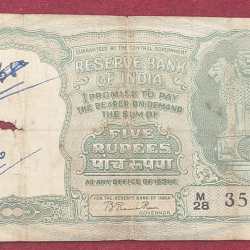 GUARANTEED BY THE CENTRAL GOVERNMENT
RESERVE BANK
OF INDIA
I PROMISE TO PAY
THE BEARER ON DEMAND
THE SUM OF
FIVE
RUPEES
पांच रुपया
AT ANY OFFICE OF ISSUE
FOR THE RESERVE BANK OF INDIA
GOVERNOR
M/28 35